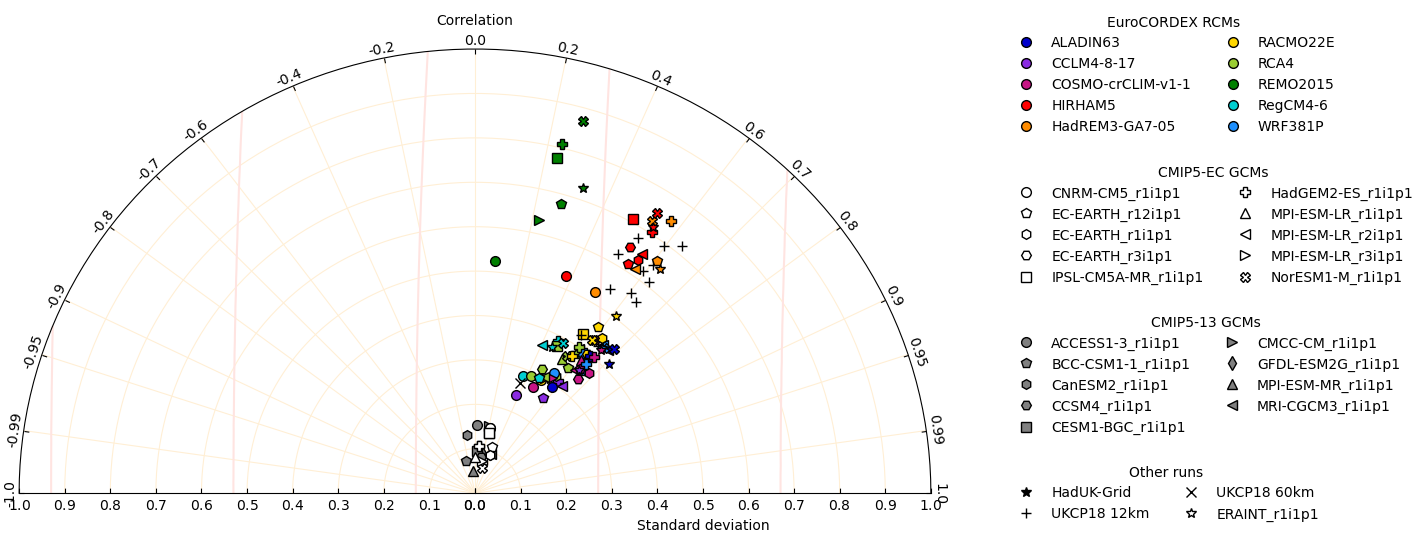 Correlation
-1.0
-0.99
-0.95
-0.9
-0.8
-0.7
-0.6
-0.4
-0.2
0.0
0.2
0.4
0.6
0.7
0.8
0.9
0.95
0.99
1.0
1.0 0.9 0.8 0.7 0.6 0.5 0.4 0.3 0.2 0.1 0.0 0.1 0.2 0.3 0.4 0.5 0.6 0.7 0.8 0.9 1.0
Standard deviation
EuroCORDEX RCMs
ALADIN63 RACMO22E
CCLM4-8-17 RCA4
COSMO-crCLIM-v1-1 REMO2015
HIRHAM5 RegCM4-6
HadREM3-GA7-05 WRF381P
CMIP5-EC GCMs
CNRM-CM5_r1i1p1 HadGEM2-ES_r1i1p1
EC-EARTH_r12i1p1 MPI-ESM-LR_r1i1p1
EC-EARTH_r1i1p1 MPI-ESM-LR_r2i1p1
EC-EARTH_r3i1p1 MPI-ESM-LR_r3i1p1
IPSL-CM5A-MR_r1i1p1 NorESM1-M_r1i1p1
CMIP5-13 GCMs
ACCESS1-3_r1i1p1 CMCC-CM_r1i1p1
BCC-CSM1-1_r1i1p1 GFDL-ESM2G_r1i1p1
CanESM2_r1i1p1 MPI-ESM-MR_r1i1p1
CCSM4_r1i1p1 MRI-CGCM3_r1i1p1
CESM1-BGC_r1i1p1
Other runs
HadUK-Grid UKCP18 60km
UKCP18 12km ERAINT_r1i1p1